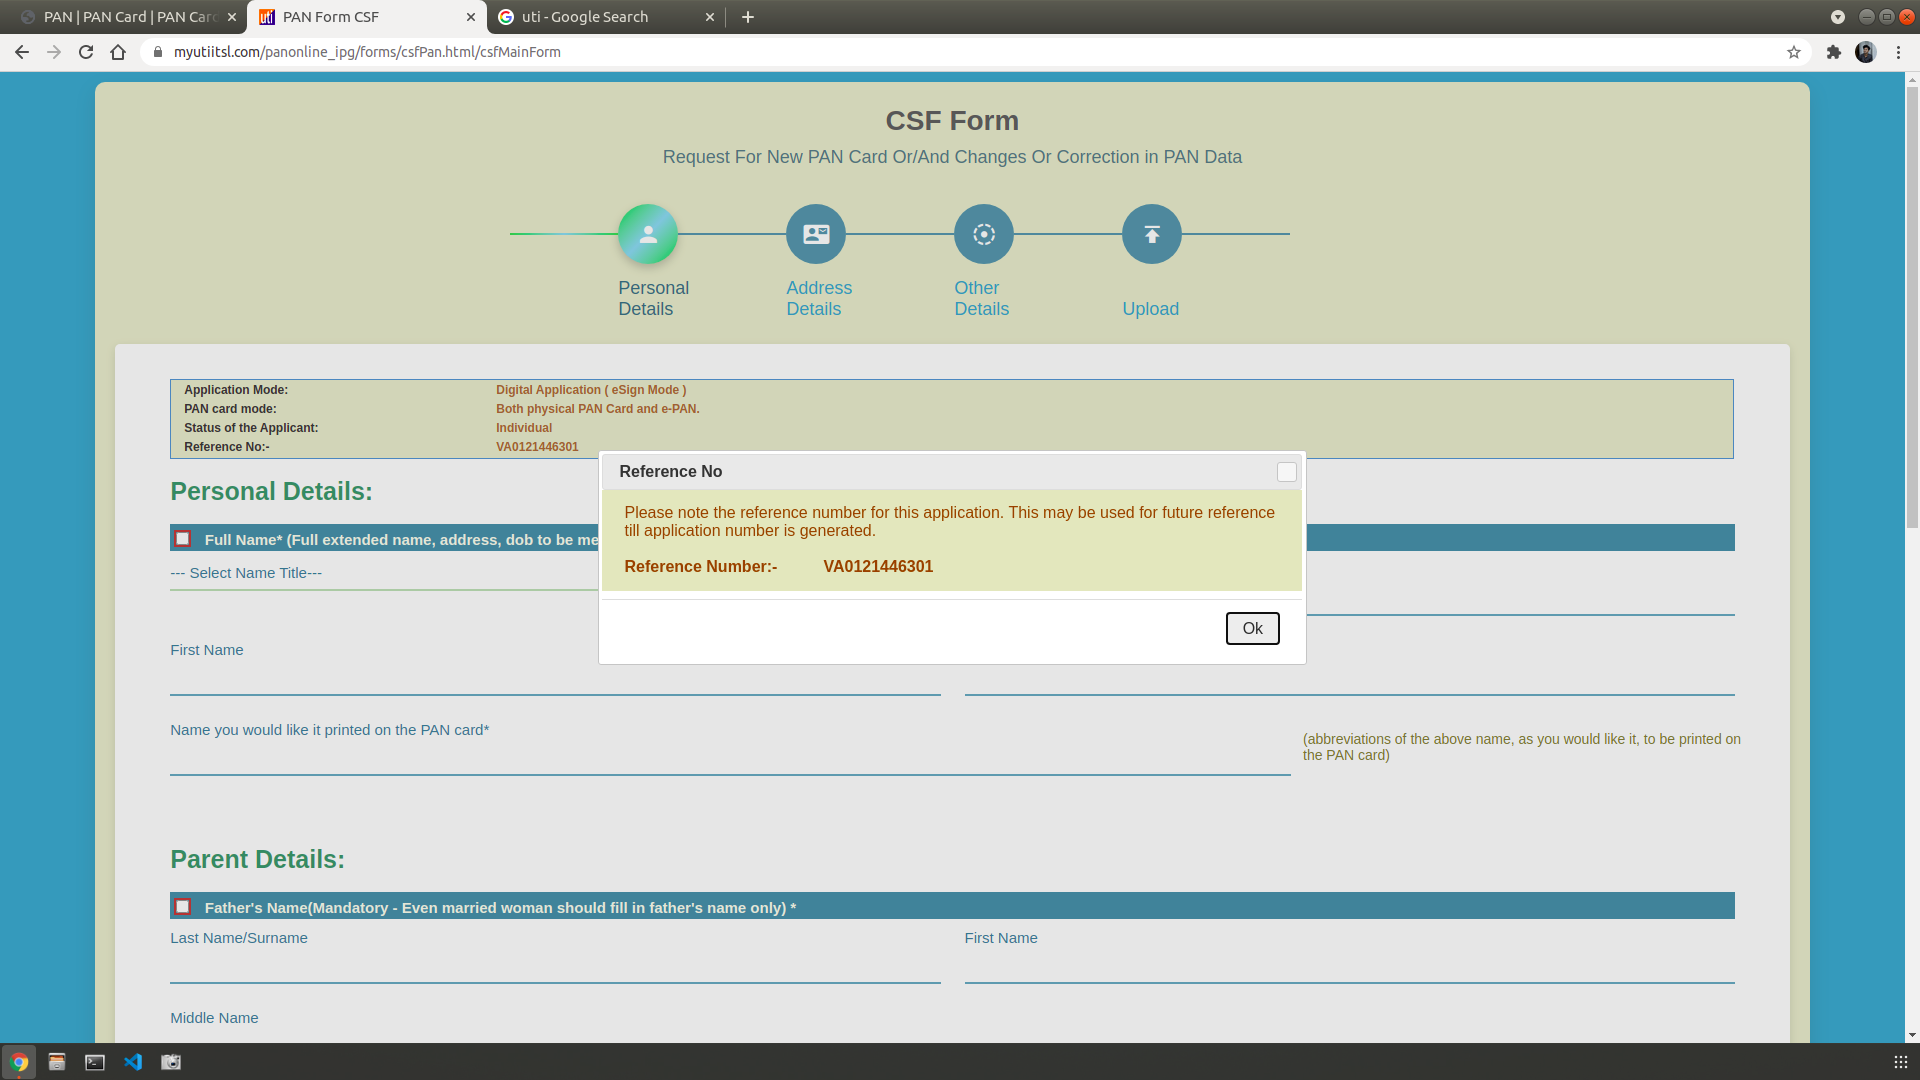 PAN | PAN Card | PAN Car
PAN Form CSF
uti - Google Search
myutiitsl.com/panonline_ipg/forms/csfPan.html/csfMainForm
CSF Form
Request For New PAN Card Or/And Changes Or Correction in PAN Data
Personal Details
Address Details
Other Details
Upload
Application Mode: Digital Application ( eSign Mode )
PAN card mode: Both physical PAN Card and e-PAN.
Status of the Applicant: Individual
Reference No:- VA0121446301
Reference No
Please note the reference number for this application. This may be used for future reference
till application number is generated.
Reference Number:- VA0121446301
Ok
Personal Details:
Full Name* (Full extended name, address, dob to be me
--- Select Name Title---
First Name
Name you would like it printed on the PAN card*
(abbreviations of the above name, as you would like it, to be printed on
the PAN card)
Parent Details:
Father's Name(Mandatory - Even married woman should fill in father's name only) *
Last Name/Surname
First Name
Middle Name